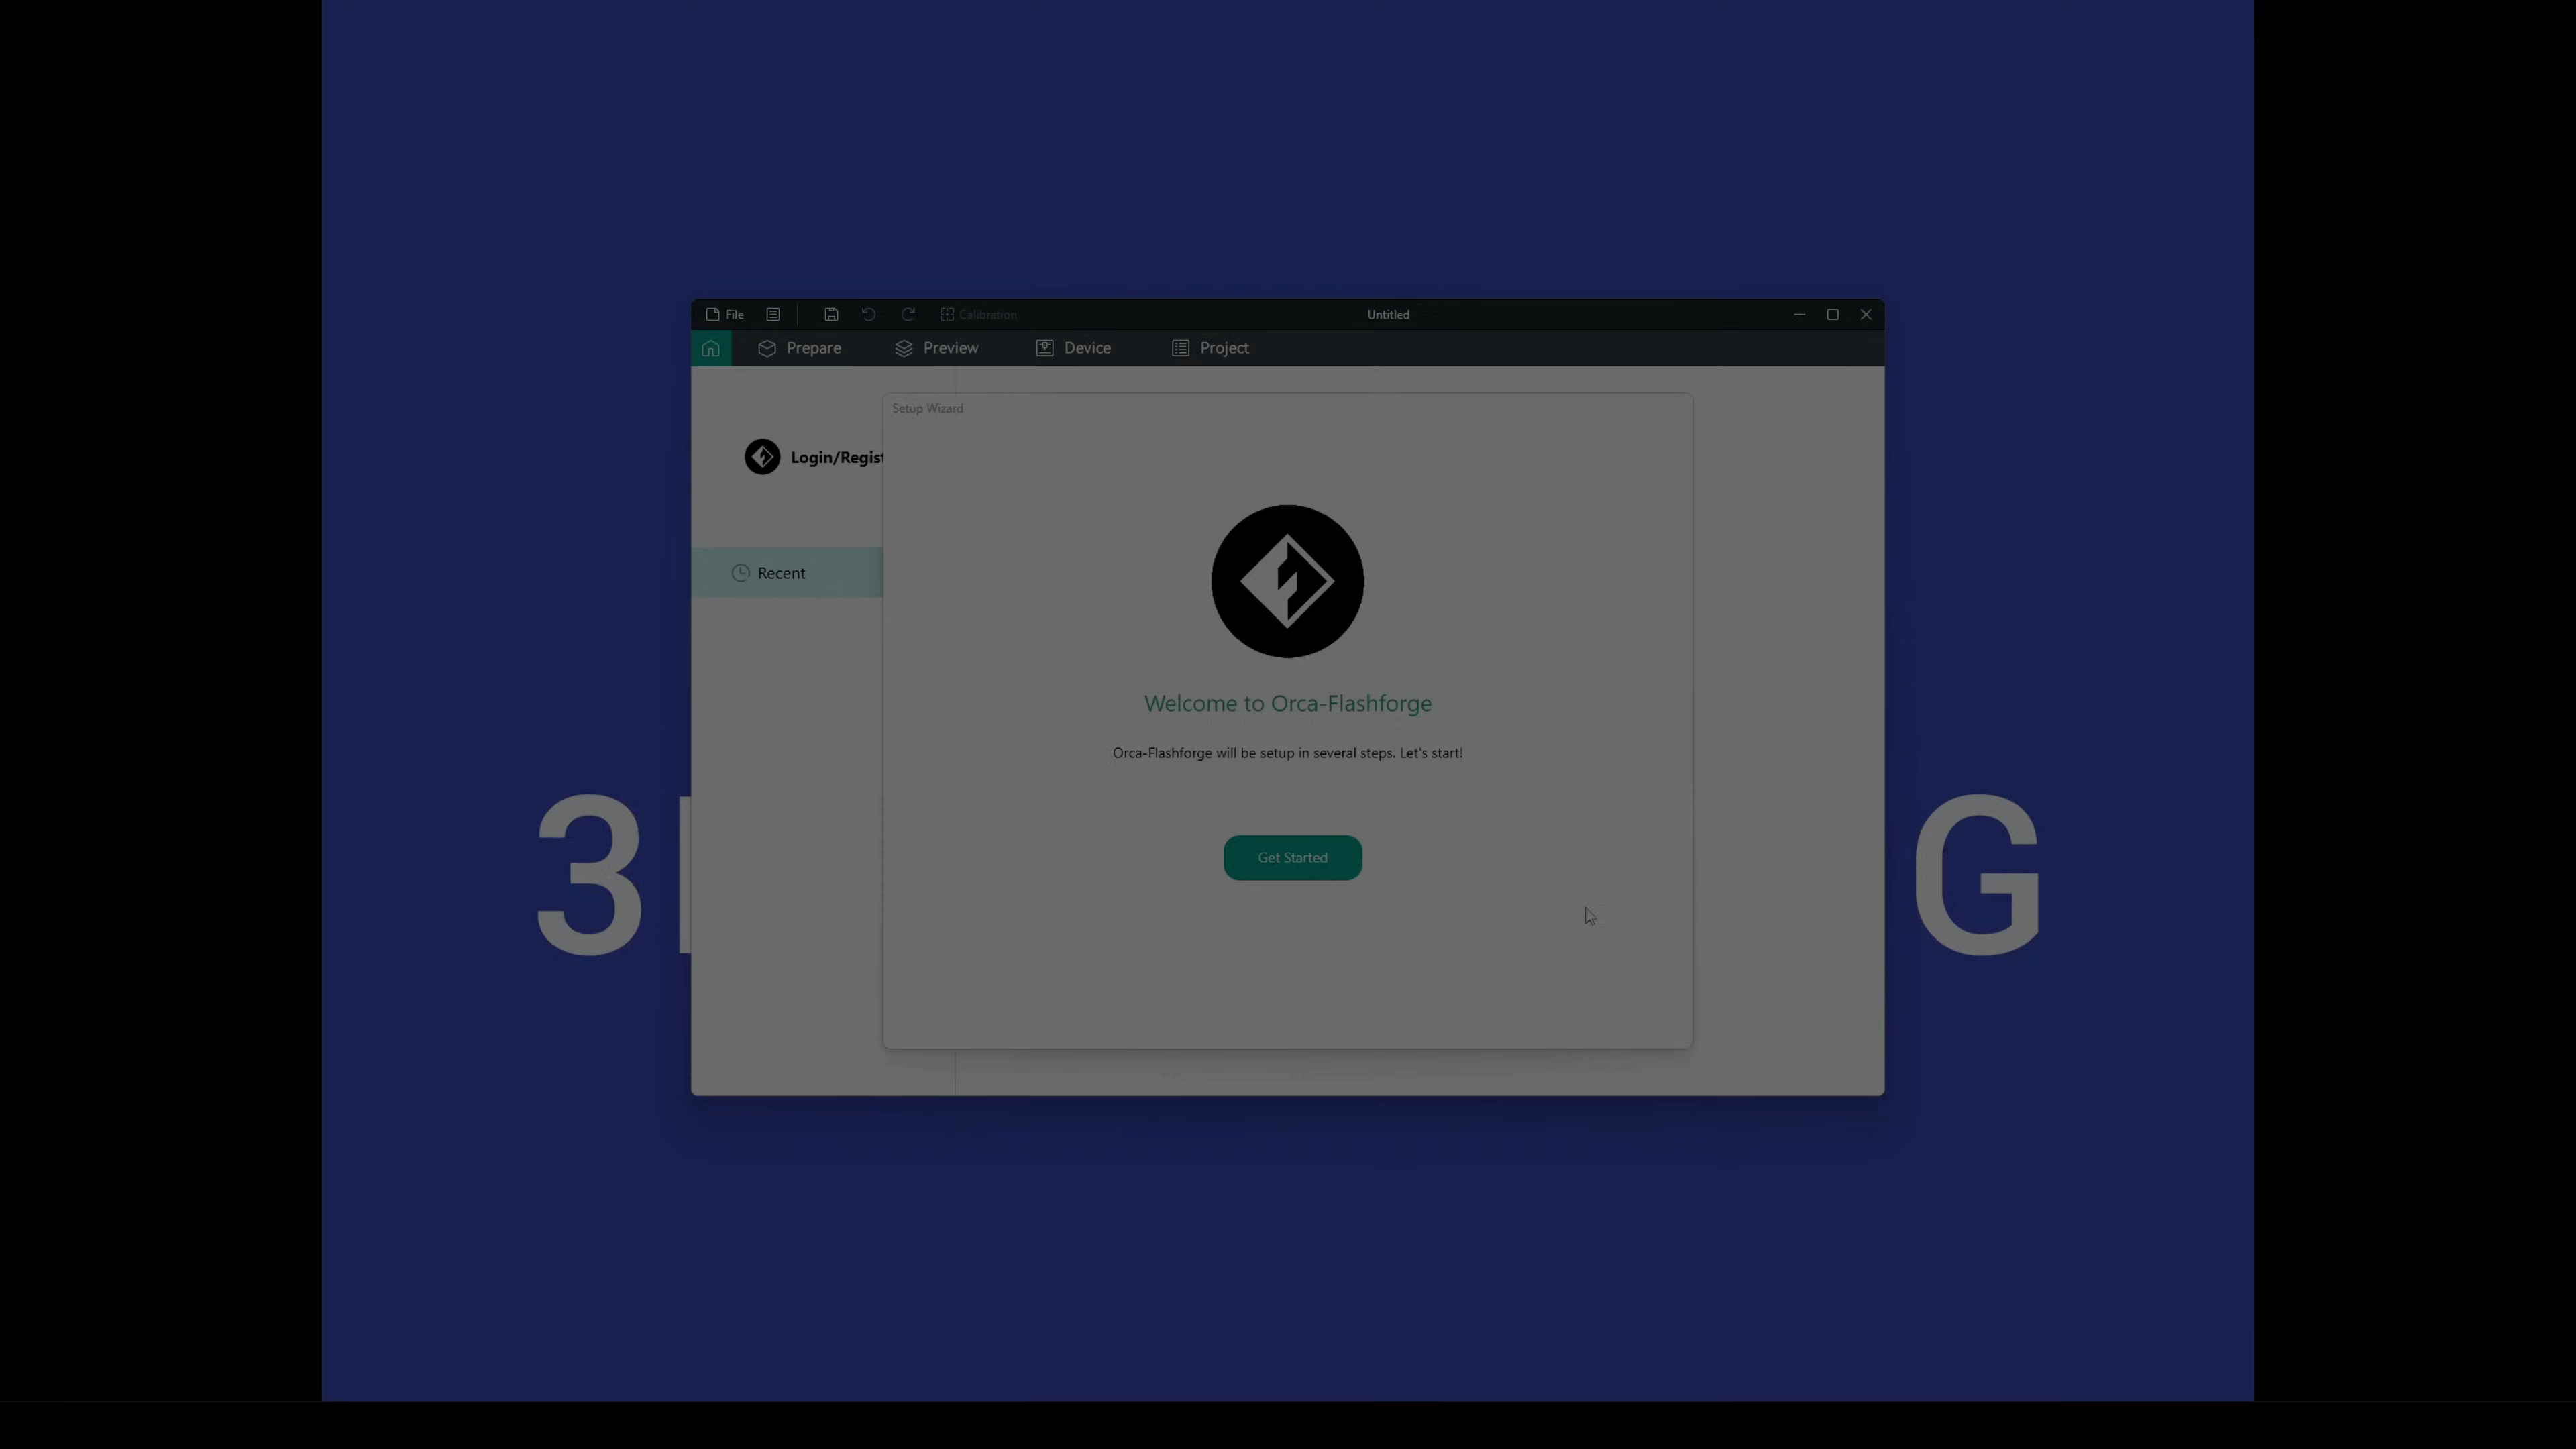 File
Calibration
Untitled
Prepare
Preview
Device
Project
Setup Wizard
Login/Regist
Recent
Welcome to Orca-Flashforge
Orca-Flashforge will be setup in several steps. Let's start!
Get Started
3
G